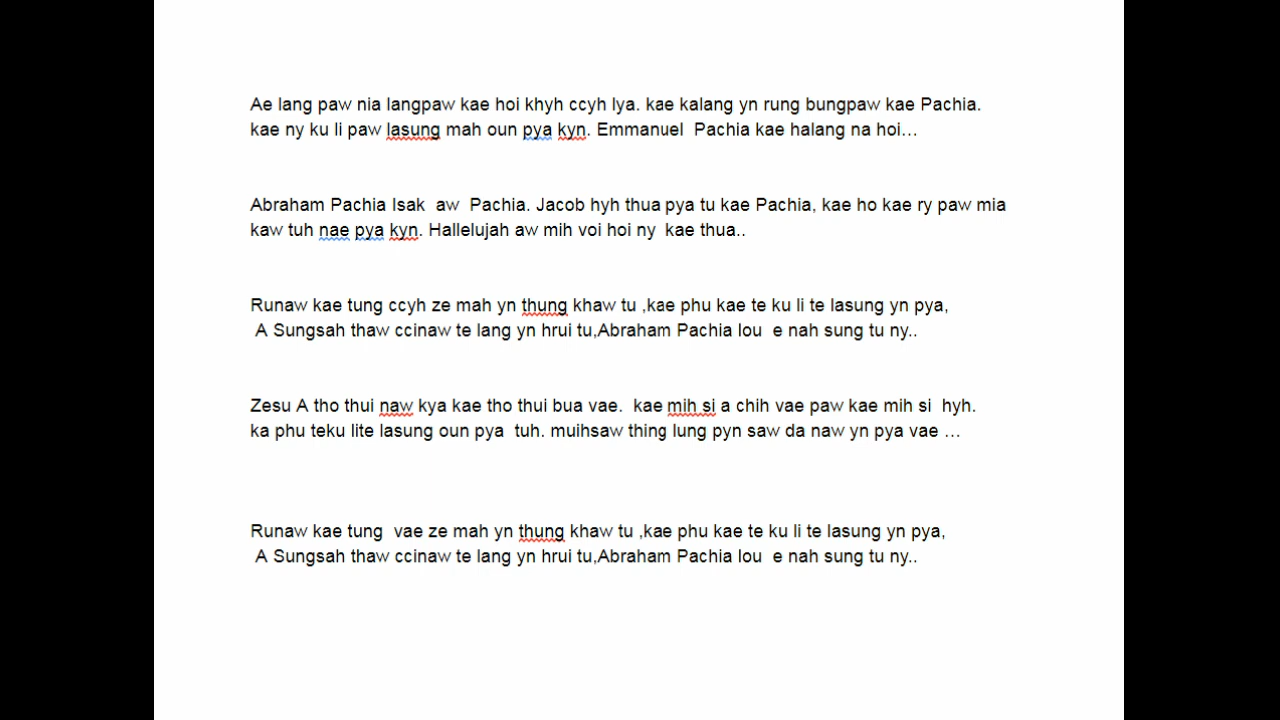 Ae lang paw nia langpaw kae hoi khyh ccyh lya. kae kalang yn rung bungpaw kae Pachia.
kae ny ku li paw lasung mah oun pya kyn. Emmanuel  Pachia kae halang na hoi…
Abraham Pachia Isak  aw  Pachia. Jacob hyh thua pya tu kae Pachia, kae ho kae ry paw mia
kaw tuh nae pya kyn. Hallelujah aw mih voi hoi ny  kae thua..
Runaw kae tung ccyh ze mah yn thung khaw tu ,kae phu kae te ku li te lasung yn pya,
A Sungsah thaw ccinaw te lang yn hrui tu,Abraham Pachia lou  e nah sung tu ny..
Zesu A tho thui naw kya kae tho thui bua vae.  kae mih si a chih vae paw kae mih si  hyh.
ka phu teku lite lasung oun pya  tuh. muihsaw thing lung pyn saw da naw yn pya vae …
Runaw kae tung  vae ze mah yn thung khaw tu ,kae phu kae te ku li te lasung yn pya,
A Sungsah thaw ccinaw te lang yn hrui tu,Abraham Pachia lou  e nah sung tu ny..